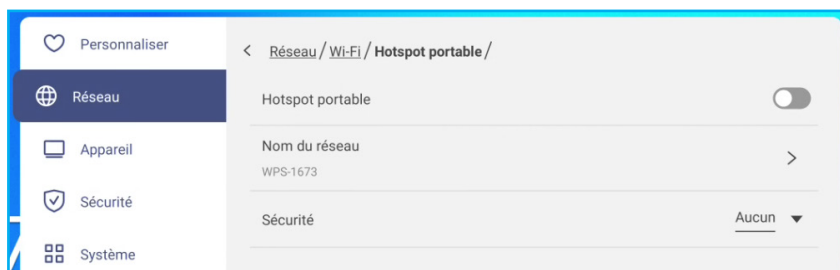 Personnaliser
< Réseau / Wi-Fi / Hotspot portable /
Réseau
Hotspot portable
Appareil
Nom du réseau
WPS-1673
Sécurité
Sécurité
Aucun
Système